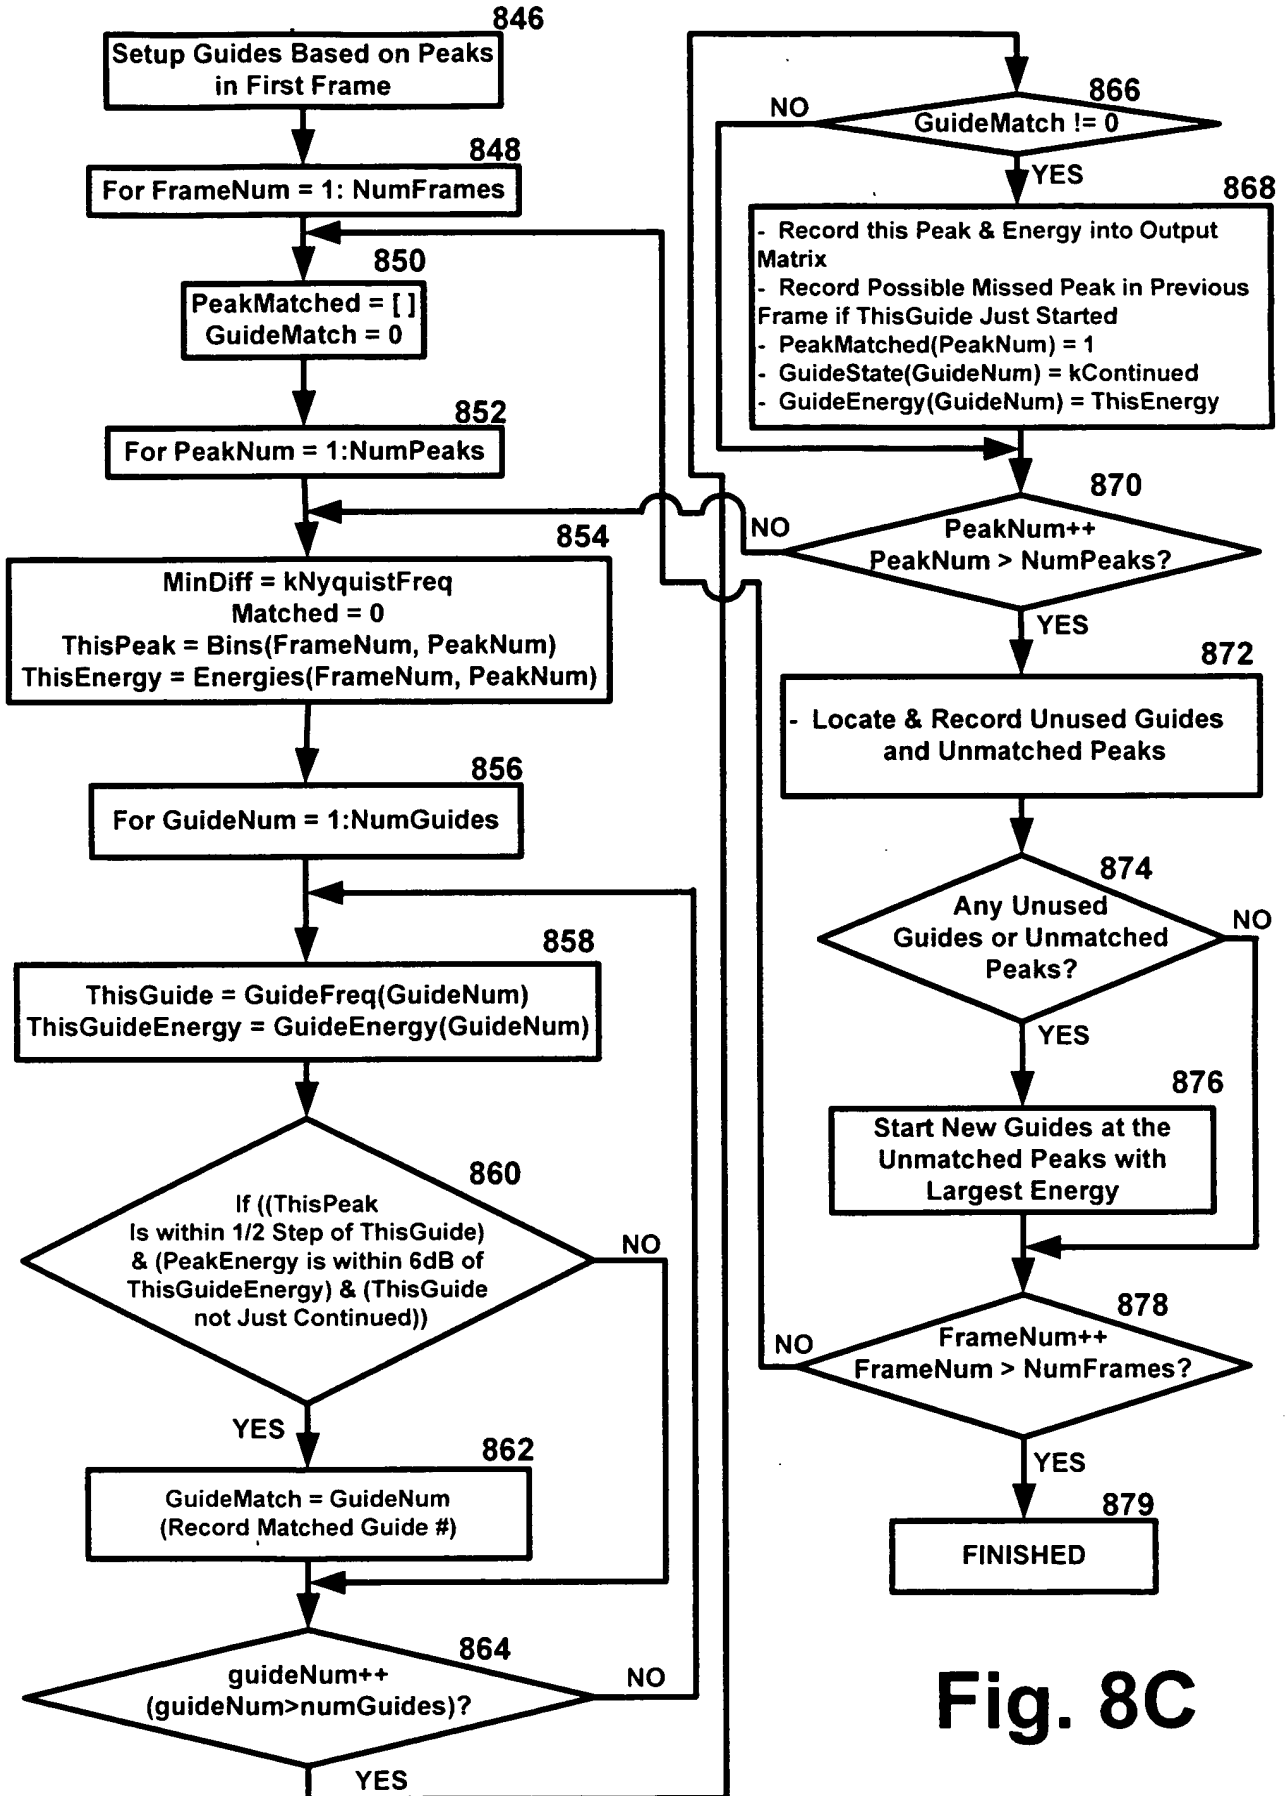 846
Setup Guides Based on Peaks
in First Frame
848
For FrameNum = 1: NumFrames
850
PeakMatched = [ ]
GuideMatch = 0
852
For PeakNum = 1:NumPeaks
854
MinDiff = kNyquistFreq
Matched = 0
ThisPeak = Bins(FrameNum, PeakNum)
ThisEnergy = Energies(FrameNum, PeakNum)
856
For GuideNum = 1:NumGuides
858
ThisGuide = GuideFreq(GuideNum)
ThisGuideEnergy = GuideEnergy(GuideNum)
860
If ((ThisPeak
Is within 1/2 Step of ThisGuide)
& (PeakEnergy is within 6dB of
ThisGuideEnergy) & (ThisGuide
not Just Continued))
NO
YES
862
GuideMatch = GuideNum
(Record Matched Guide #)
864
guideNum++
(guideNum>numGuides)?
NO
YES
866
GuideMatch != 0
NO
YES
868
- Record this Peak & Energy into Output
Matrix
- Record Possible Missed Peak in Previous
Frame if ThisGuide Just Started
- PeakMatched(PeakNum) = 1
- GuideState(GuideNum) = kContinued
- GuideEnergy(GuideNum) = ThisEnergy
870
PeakNum++
PeakNum > NumPeaks?
NO
YES
872
- Locate & Record Unused Guides
and Unmatched Peaks
874
Any Unused
Guides or Unmatched
Peaks?
NO
YES
876
Start New Guides at the
Unmatched Peaks with
Largest Energy
878
FrameNum++
FrameNum > NumFrames?
NO
YES
879
FINISHED
Fig. 8C